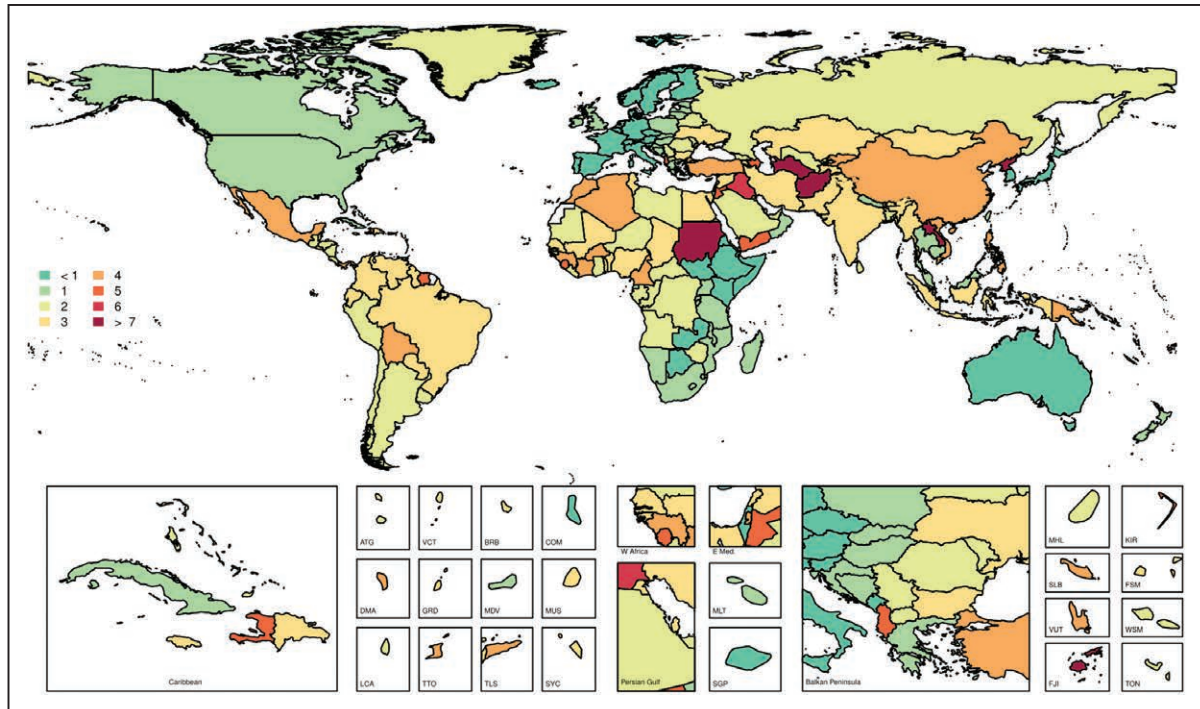 < 1
4
1
5
2
6
3
> 7
Caribbean
ATG
VCT
BRB
COM
DMA
GRD
MDV
MUS
LCA
TTO
TLS
SYC
W Africa
E Med.
Persian Gulf
MLT
SGP
Balkan Peninsula
MHL
KIR
SLB
FSM
VUT
WSM
FJI
TON